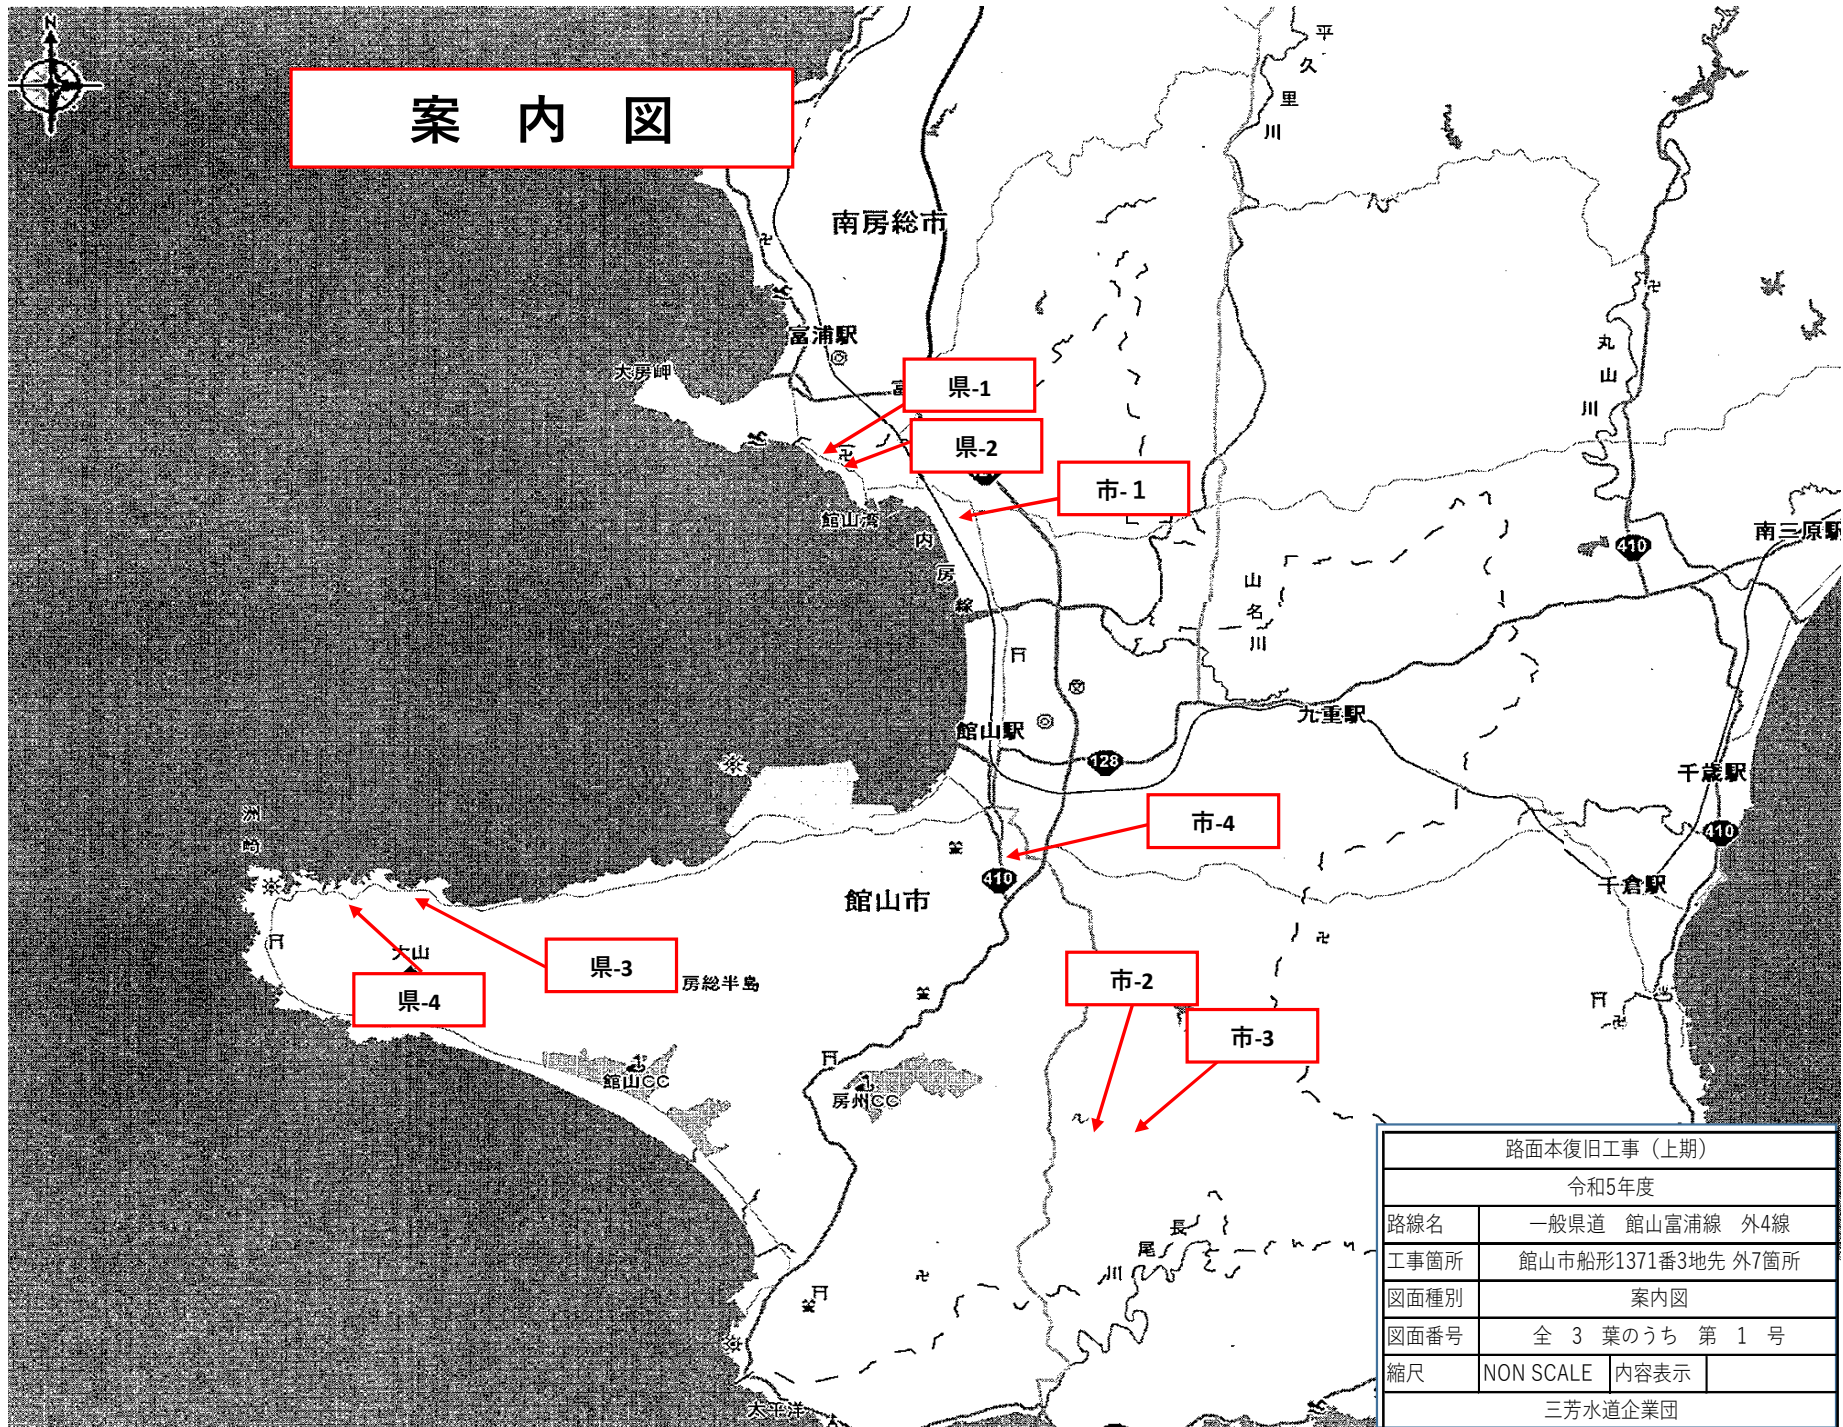 N
案 内 図
平
久
里
川
南房総市
富浦駅
大房岬
富
県-1
県-2
市-1
丸
山
川
館山湾
内
房
線
410
南三原駅
山
名
川
館山駅
九重駅
128
千歳駅
洲
崎
市-4
410
410
館山市
千倉駅
大山
県-3
房総半島
県-4
市-2
市-3
館山CC
房州CC
長
尾
川
太平洋
路面本復旧工事（上期）
令和5年度
路線名 一般県道 館山富浦線 外4線
工事箇所 館山市船形1371番3地先 外7箇所
図面種別 案内図
図面番号 全 3 葉のうち 第 1 号
縮尺 NON SCALE 内容表示
三芳水道企業団